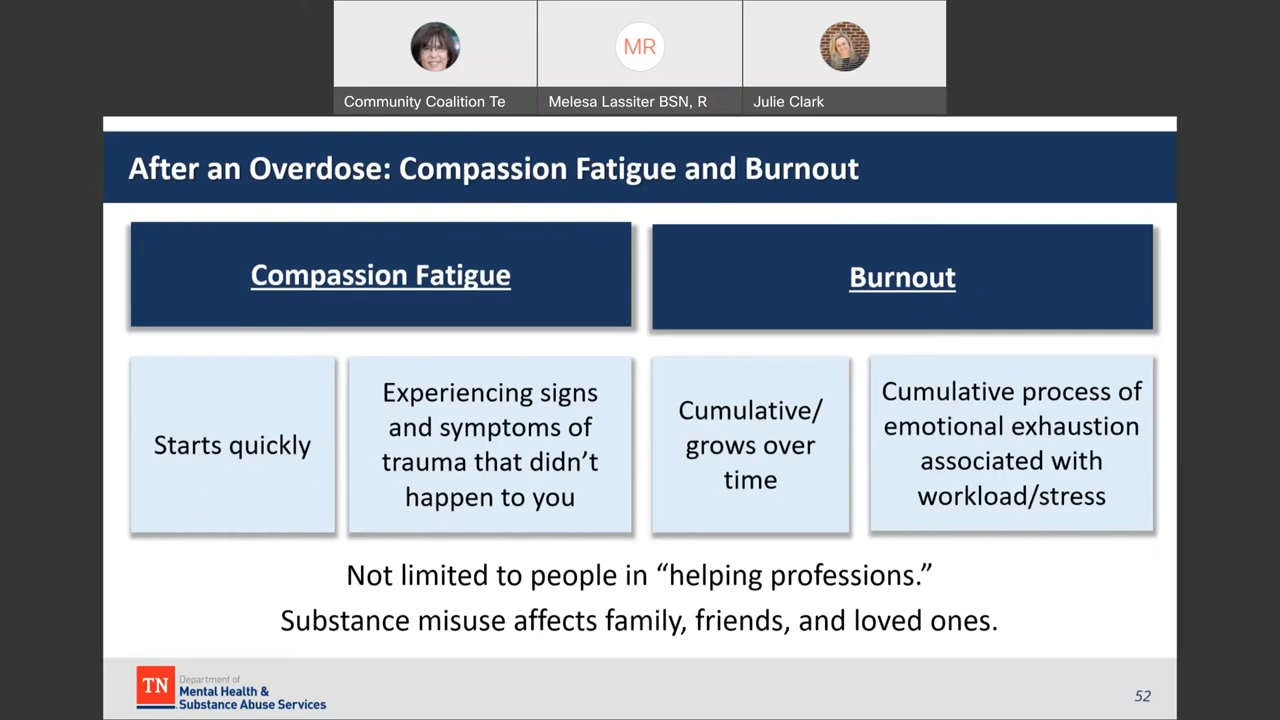 MR
Community Coalition Te
Melesa Lassiter BSN, R
Julie Clark
After an Overdose: Compassion Fatigue and Burnout
Compassion Fatigue
Burnout
Starts quickly
Experiencing signs
and symptoms of
trauma that didn’t
happen to you
Cumulative/
grows over
time
Cumulative process of
emotional exhaustion
associated with
workload/stress
Not limited to people in “helping professions.”
Substance misuse affects family, friends, and loved ones.
TN
Department of
Mental Health &
Substance Abuse Services
52